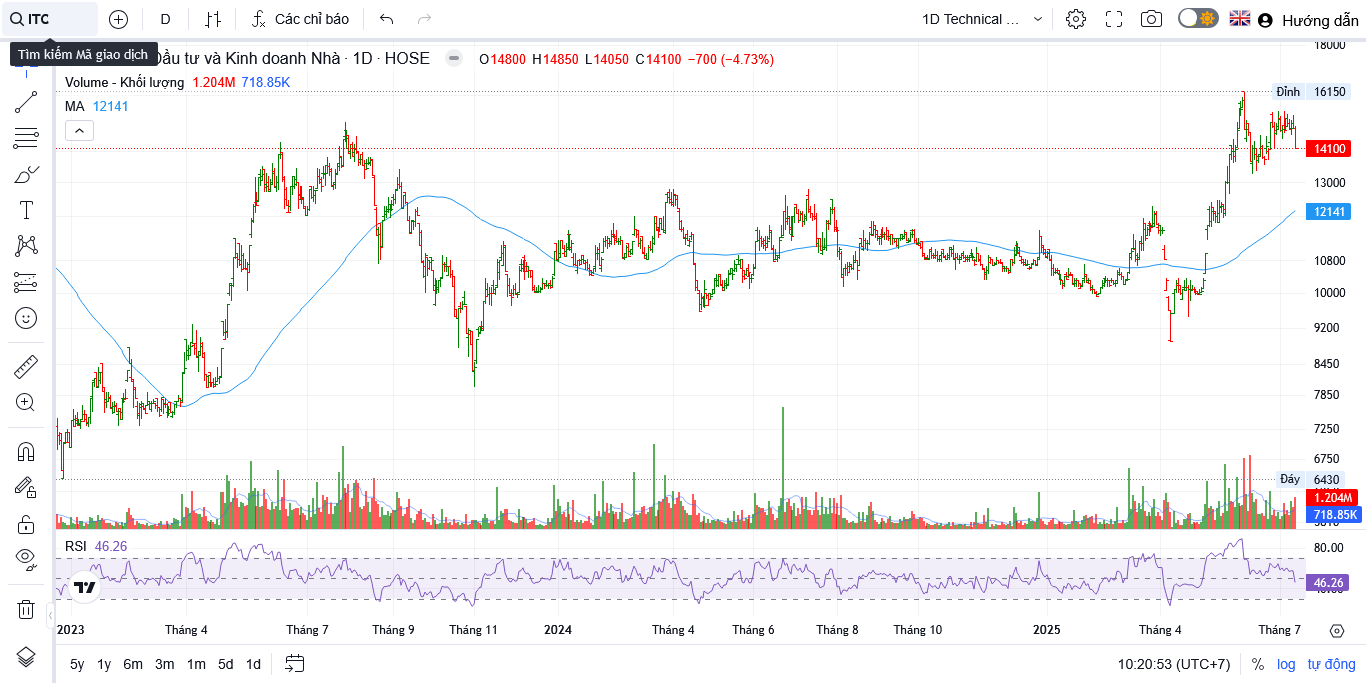 ITC
D
Các chỉ báo
1D Technical ...
Hướng dẫn
Tìm kiếm Mã giao dịch
Đầu tư và Kinh doanh Nhà · 1D · HOSE
O14800 H14850 L14050 C14100 −700 (−4.73%)
Volume - Khối lượng 1.204M 718.85K
MA 12141
18000
Đỉnh 16150
14100
13000
12141
10800
10000
9200
8450
7850
7250
6750
Đáy 6430
1.204M
718.85K
RSI 46.26
80.00
46.26
2023 Tháng 4 Tháng 7 Tháng 9 Tháng 11 2024 Tháng 4 Tháng 6 Tháng 8 Tháng 10 2025 Tháng 4 Tháng 7
5y 1y 6m 3m 1m 5d 1d
10:20:53 (UTC+7) % log tự động